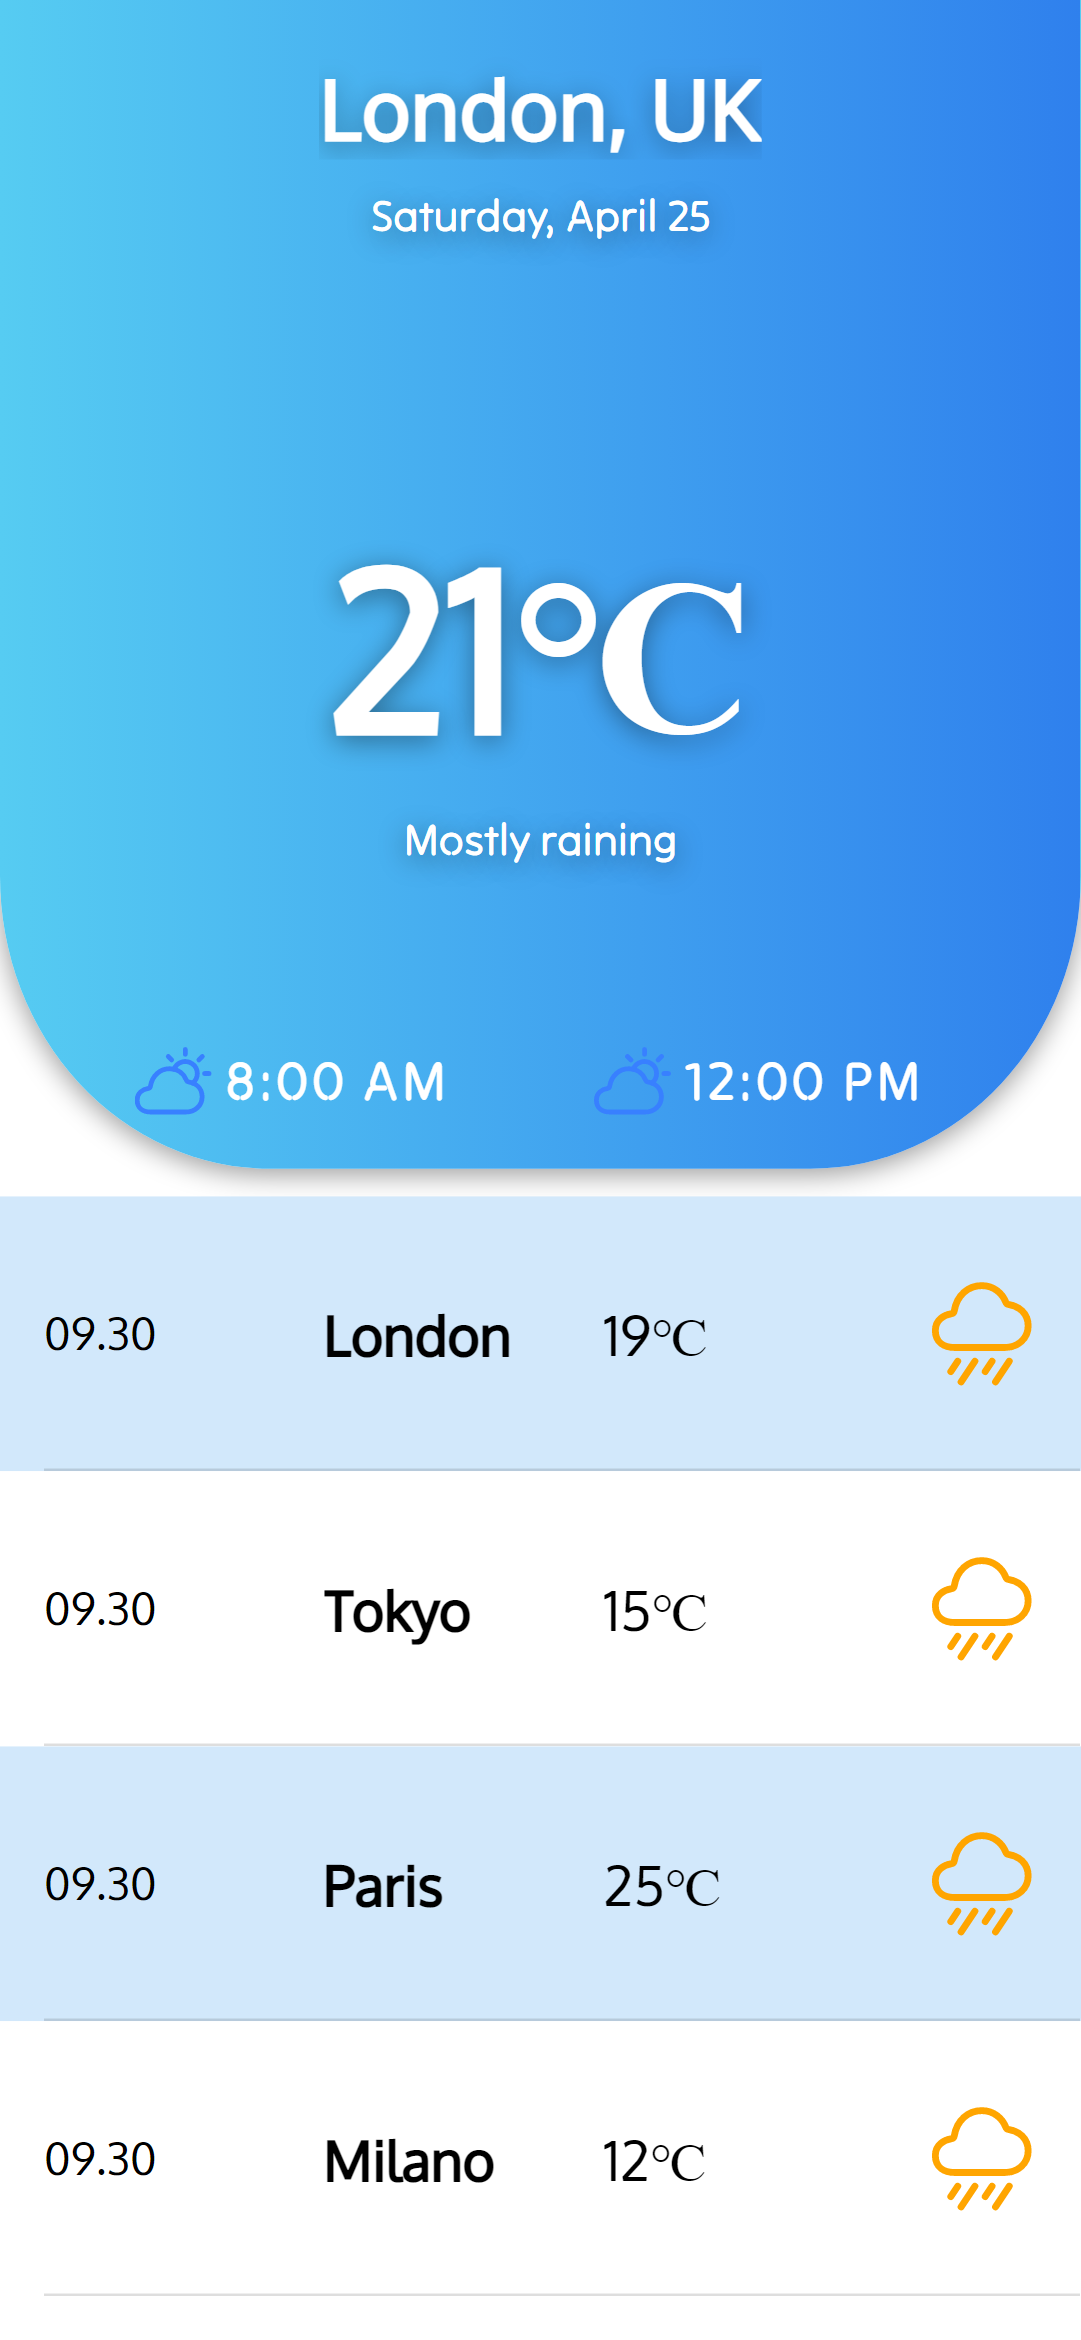 London, UK
Saturday, April 25
21°C
Mostly raining
8:00 AM 12:00 PM
09.30 London 19°C
09.30 Tokyo 15°C
09.30 Paris 25°C
09.30 Milano 12°C